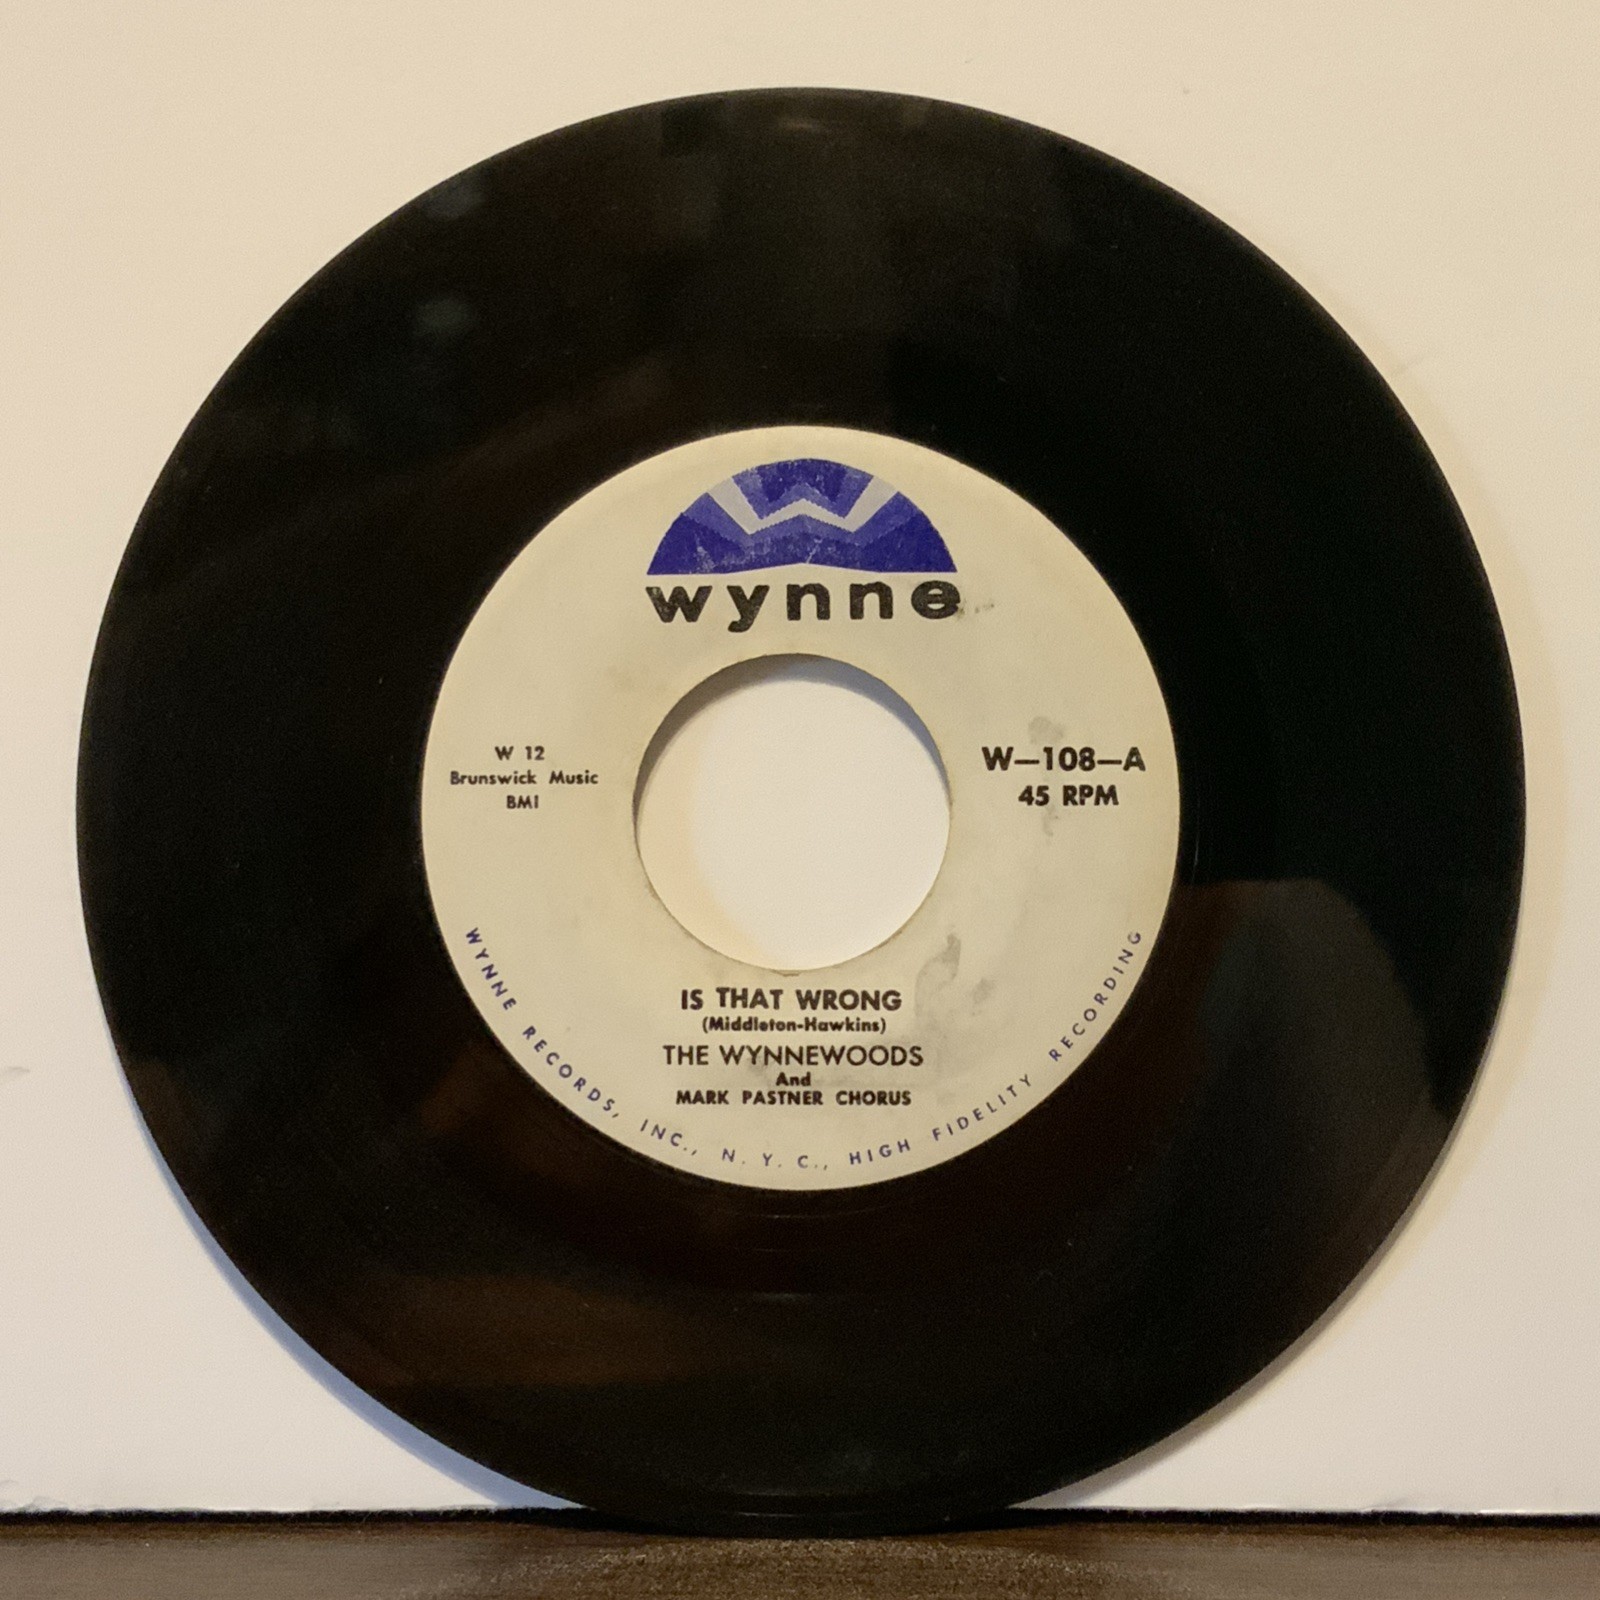 wynne
W 12
Brunswick Music
BMI
W—108—A
45 RPM
IS THAT WRONG
(Middleton-Hawkins)
THE WYNNEWOODS
And
MARK PASTNER CHORUS
WYNNE RECORDS, INC., N. Y. C., HIGH FIDELITY RECORDING